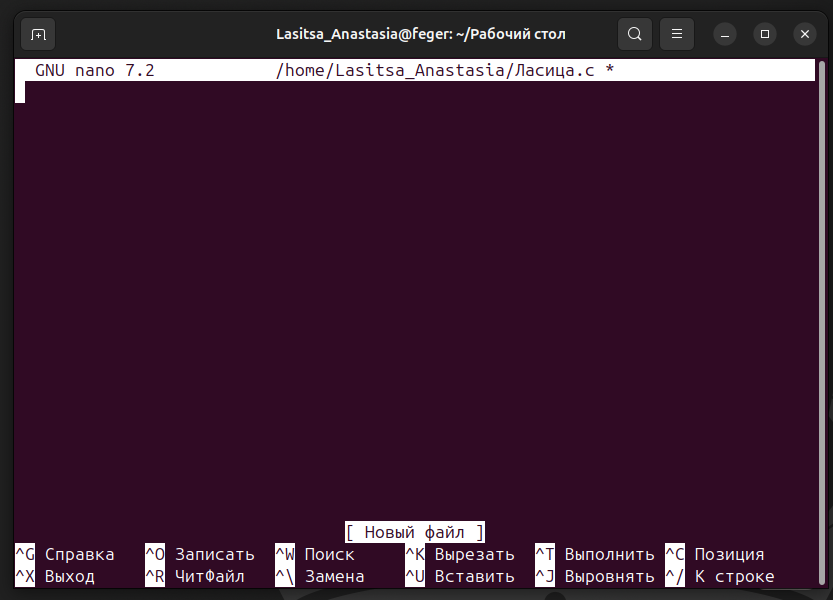 Lasitsa_Anastasia@feger: ~/Рабочий стол
GNU nano 7.2 /home/Lasitsa_Anastasia/Ласица.c *
[ Новый файл ]
^G Справка ^O Записать ^W Поиск ^K Вырезать ^T Выполнить ^C Позиция
^X Выход ^R ЧитФайл ^\ Замена ^U Вставить ^J Выровнять ^/ К строке